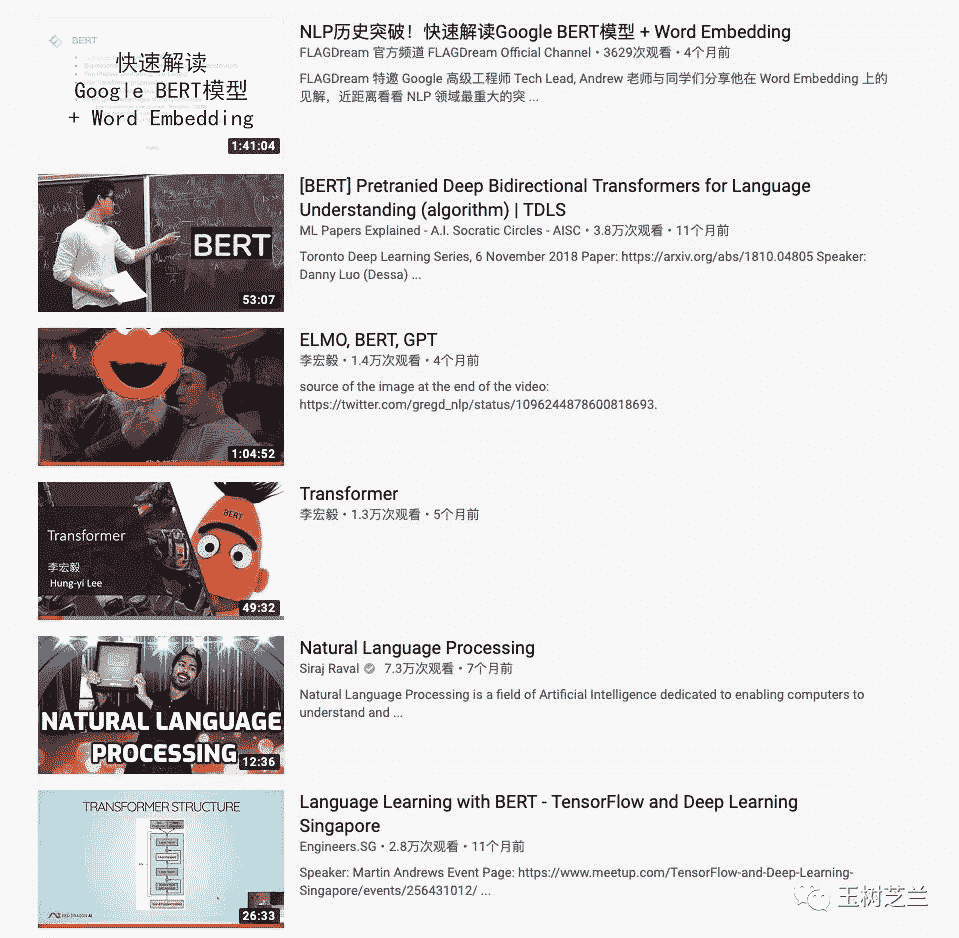 BERT
快速解读
Google BERT模型
+ Word Embedding
1:41:04
NLP历史突破！快速解读Google BERT模型 + Word Embedding
FLAGDream 官方频道 FLAGDream Official Channel • 3629次观看 • 4个月前
FLAGDream 特邀 Google 高级工程师 Tech Lead, Andrew 老师与同学们分享他在 Word Embedding 上的
见解，近距离看看 NLP 领域最重大的突 ...
BERT
53:07
[BERT] Pretranied Deep Bidirectional Transformers for Language
Understanding (algorithm) | TDLS
ML Papers Explained - A.I. Socratic Circles - AISC • 3.8万次观看 • 11个月前
Toronto Deep Learning Series, 6 November 2018 Paper: https://arxiv.org/abs/1810.04805 Speaker:
Danny Luo (Dessa) ...
1:04:52
ELMO, BERT, GPT
李宏毅 • 1.4万次观看 • 4个月前
source of the image at the end of the video:
https://twitter.com/gregd_nlp/status/1096244878600818693.
BERT
Transformer
李宏毅
Hung-yi Lee
49:32
Transformer
李宏毅 • 1.3万次观看 • 5个月前
NATURAL LANGUAGE
PROCESSING
12:36
Natural Language Processing
Siraj Raval 7.3万次观看 • 7个月前
Natural Language Processing is a field of Artificial Intelligence dedicated to enabling computers to
understand and ...
TRANSFORMER STRUCTURE
RED DRAGON AI
26:33
Language Learning with BERT - TensorFlow and Deep Learning
Singapore
Engineers.SG • 2.8万次观看 • 11个月前
Speaker: Martin Andrews Event Page: https://www.meetup.com/TensorFlow-and-Deep-Learning-
Singapore/events/256431012/ ...
玉树芝兰